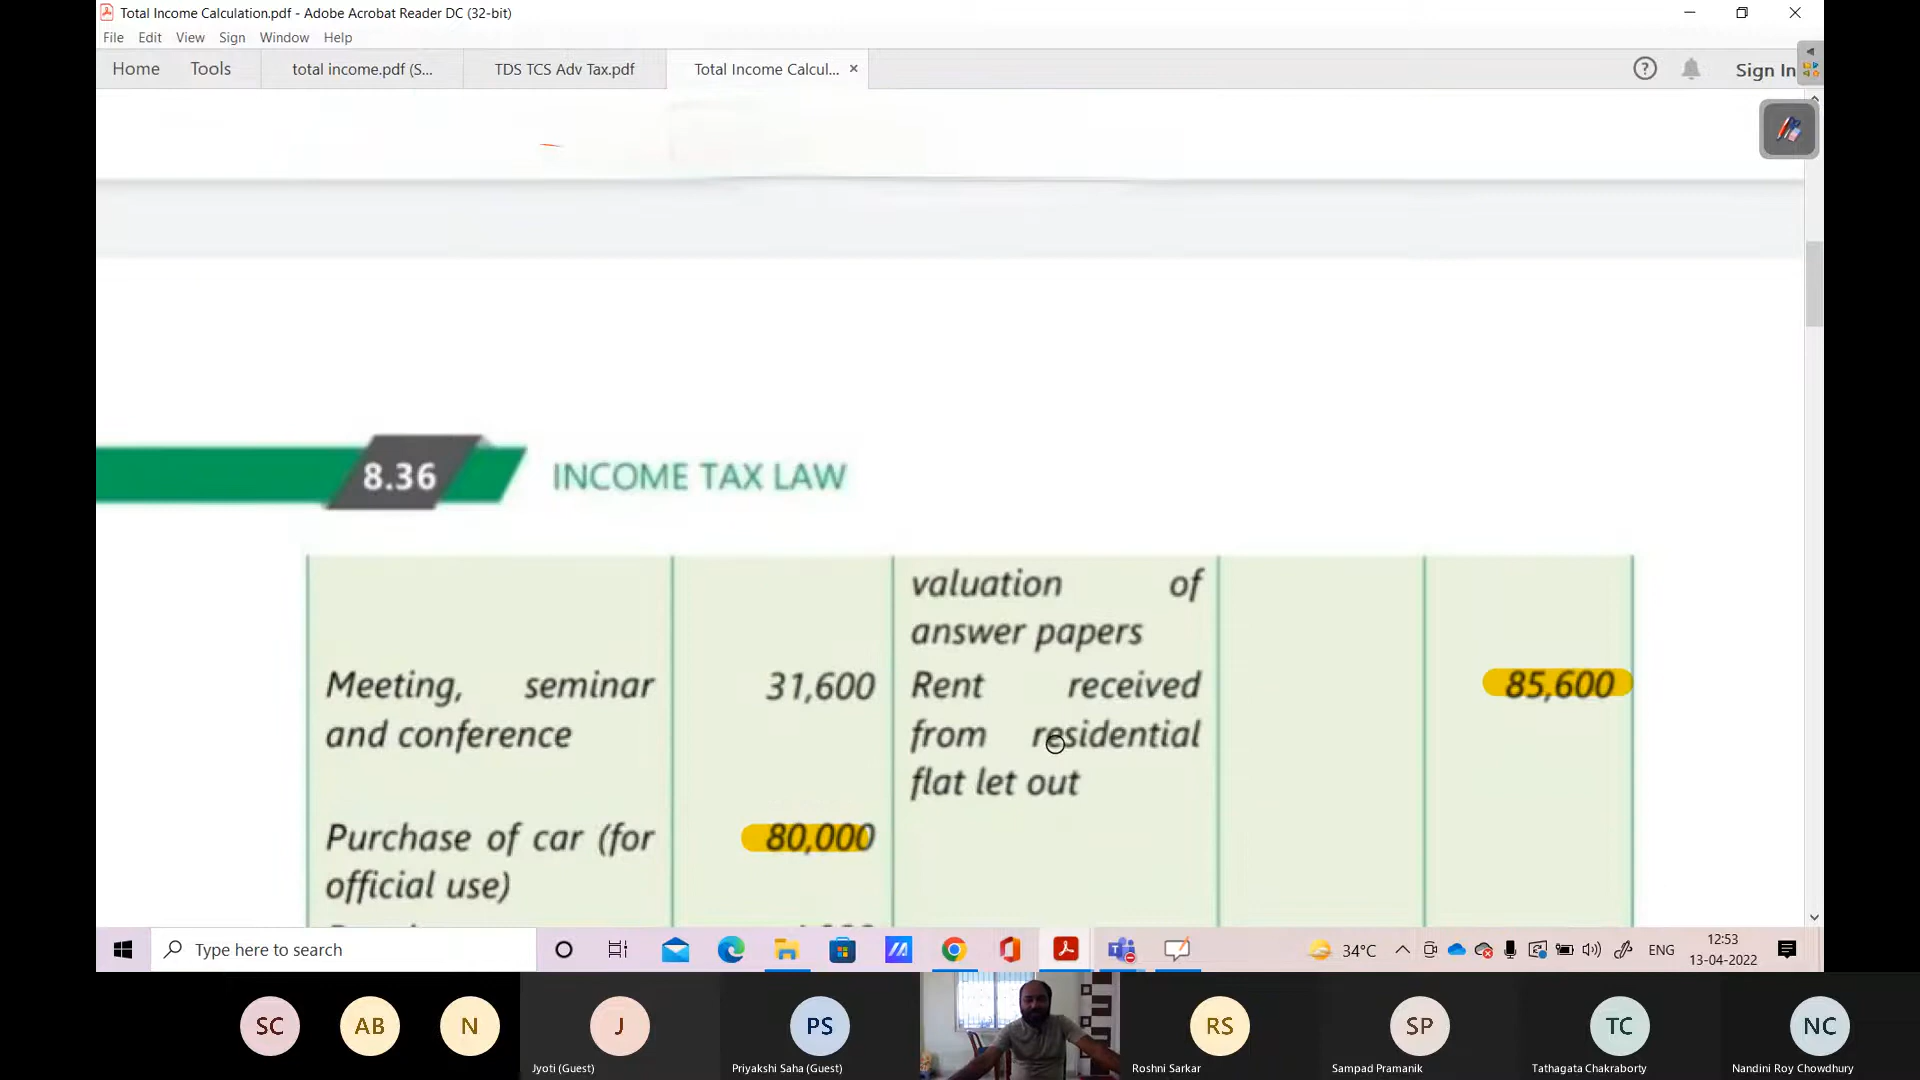 Total Income Calculation.pdf - Adobe Acrobat Reader DC (32-bit)
File Edit View Sign Window Help
Home Tools total income.pdf (S... TDS TCS Adv Tax.pdf Total Income Calcul... × Sign In
8.36 INCOME TAX LAW
valuation of
answer papers
Meeting, seminar 31,600 Rent received 85,600
and conference from residential
flat let out
Purchase of car (for 80,000
official use)
Type here to search 34°C ENG 12:53
13-04-2022
SC AB N J PS RS SP TC NC
Jyoti (Guest) Priyakshi Saha (Guest) Roshni Sarkar Sampad Pramanik Tathagata Chakraborty Nandini Roy Chowdhury